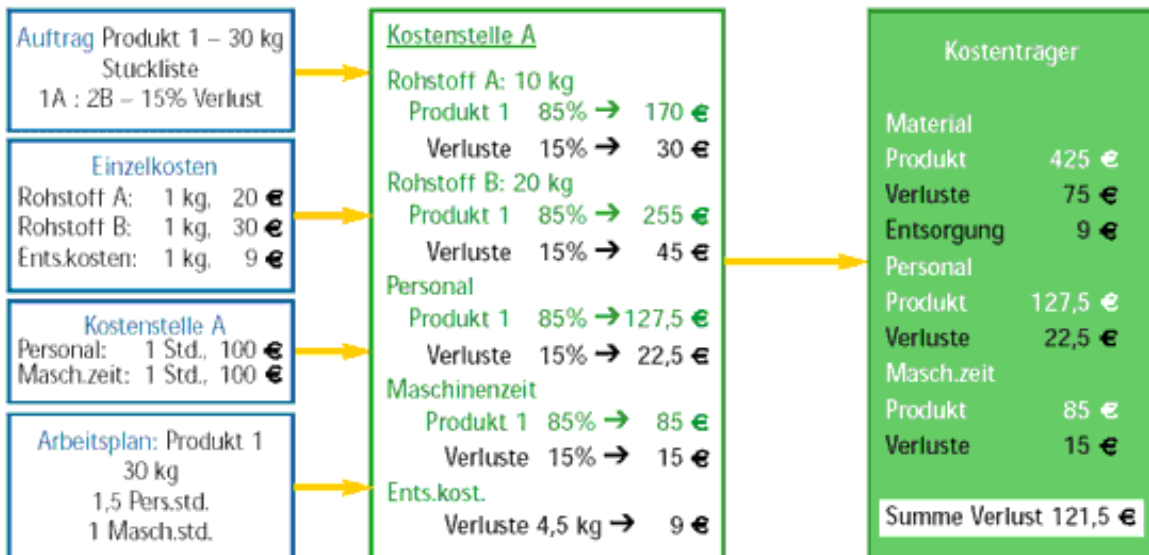 Auftrag Produkt 1 – 30 kg
Stückliste
1A : 2B – 15% Verlust
Einzelkosten
Rohstoff A: 1 kg, 20 €
Rohstoff B: 1 kg, 30 €
Ents.kosten: 1 kg, 9 €
Kostenstelle A
Personal: 1 Std., 100 €
Masch.zeit: 1 Std., 100 €
Arbeitsplan: Produkt 1
30 kg
1,5 Pers.std.
1 Masch.std.
Kostenstelle A
Rohstoff A: 10 kg
Produkt 1 85% ➔ 170 €
Verluste 15% ➔ 30 €
Rohstoff B: 20 kg
Produkt 1 85% ➔ 255 €
Verluste 15% ➔ 45 €
Personal
Produkt 1 85% ➔ 127,5 €
Verluste 15% ➔ 22,5 €
Maschinenzeit
Produkt 1 85% ➔ 85 €
Verluste 15% ➔ 15 €
Ents.kost.
Verluste 4,5 kg ➔ 9 €
Kostenträger
Material
Produkt 425 €
Verluste 75 €
Entsorgung 9 €
Personal
Produkt 127,5 €
Verluste 22,5 €
Masch.zeit
Produkt 85 €
Verluste 15 €
Summe Verlust 121,5 €